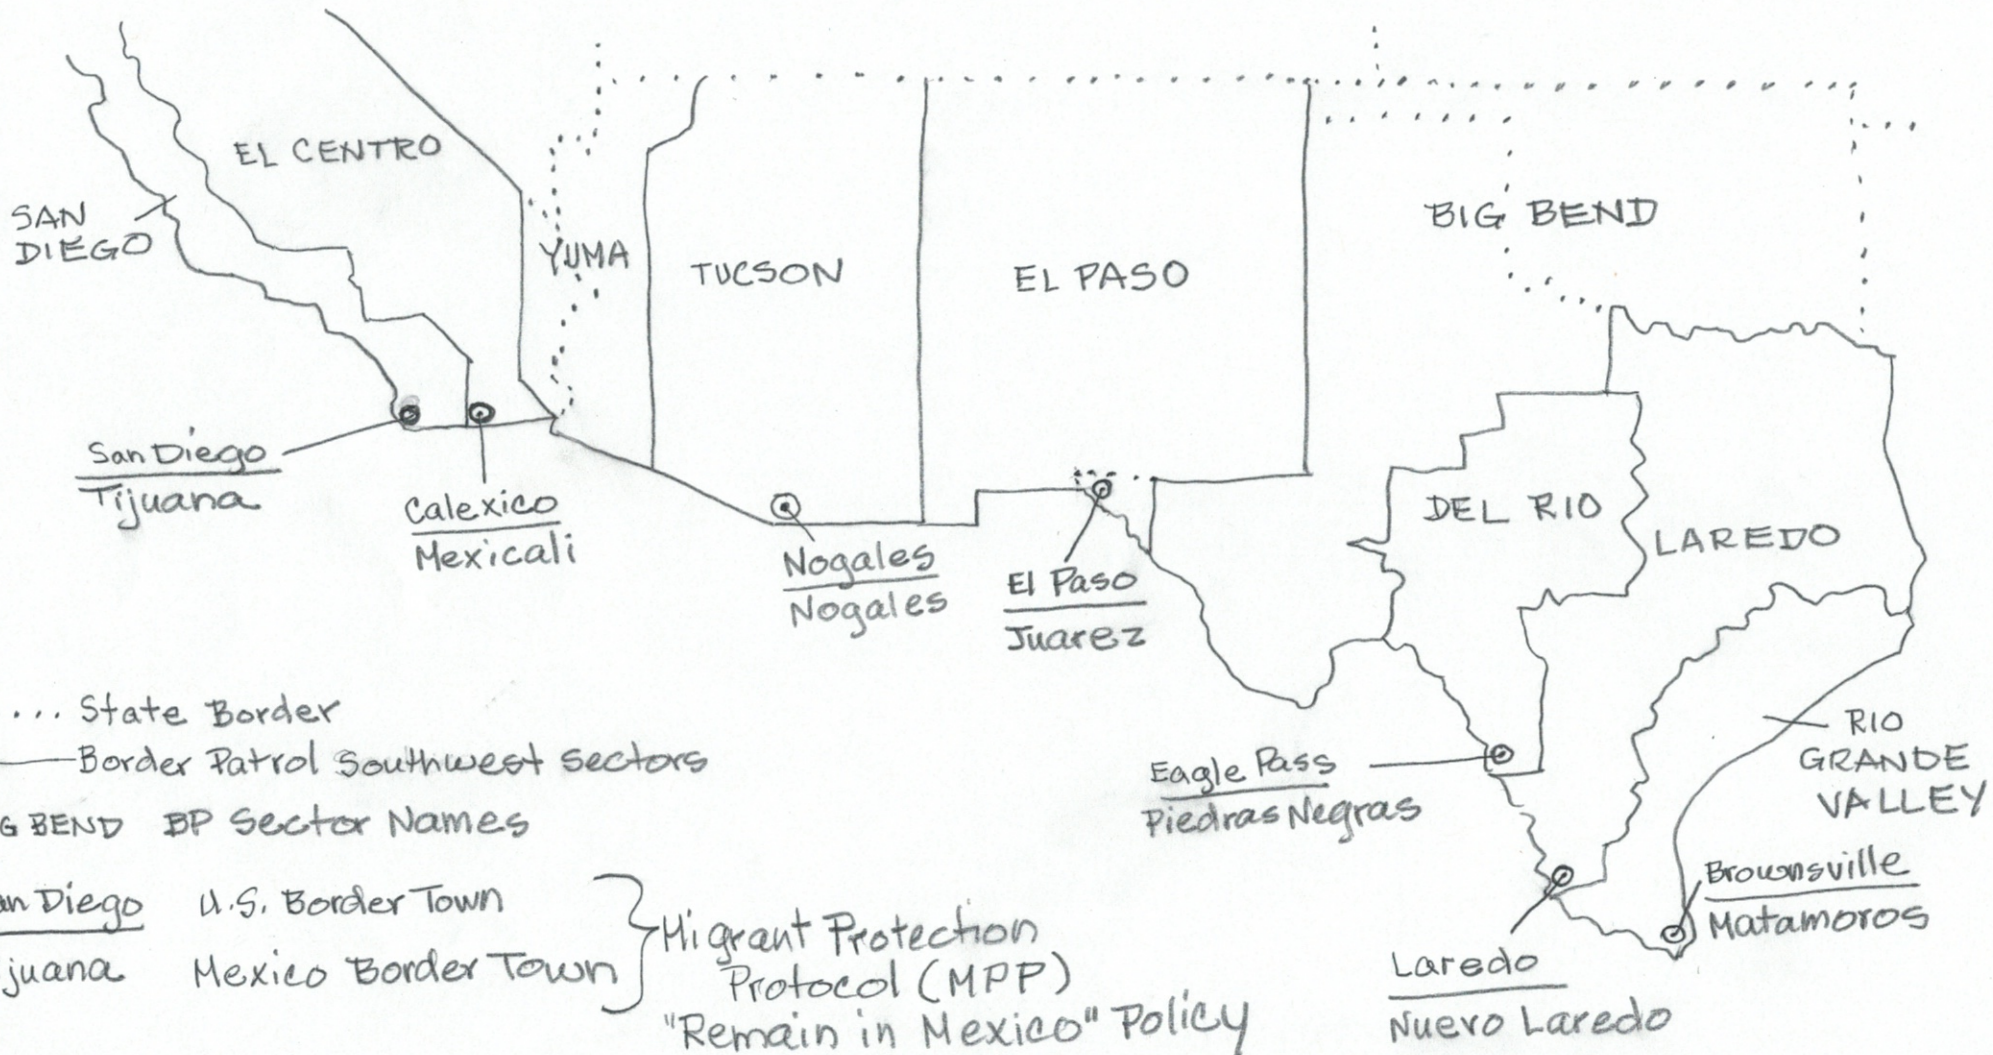 EL CENTRO
SAN
DIEGO
YUMA
TUCSON
EL PASO
BIG BEND
DEL RIO
LAREDO
San Diego
Tijuana
Calexico
Mexicali
Nogales
Nogales
El Paso
Juarez
Eagle Pass
Piedras Negras
RIO
GRANDE
VALLEY
Brownsville
Matamoros
Laredo
Nuevo Laredo
... State Border
Border Patrol Southwest Sectors
G BEND BP Sector Names
an Diego U.S. Border Town
juana Mexico Border Town
Migrant Protection
Protocol (MPP)
"Remain in Mexico" Policy